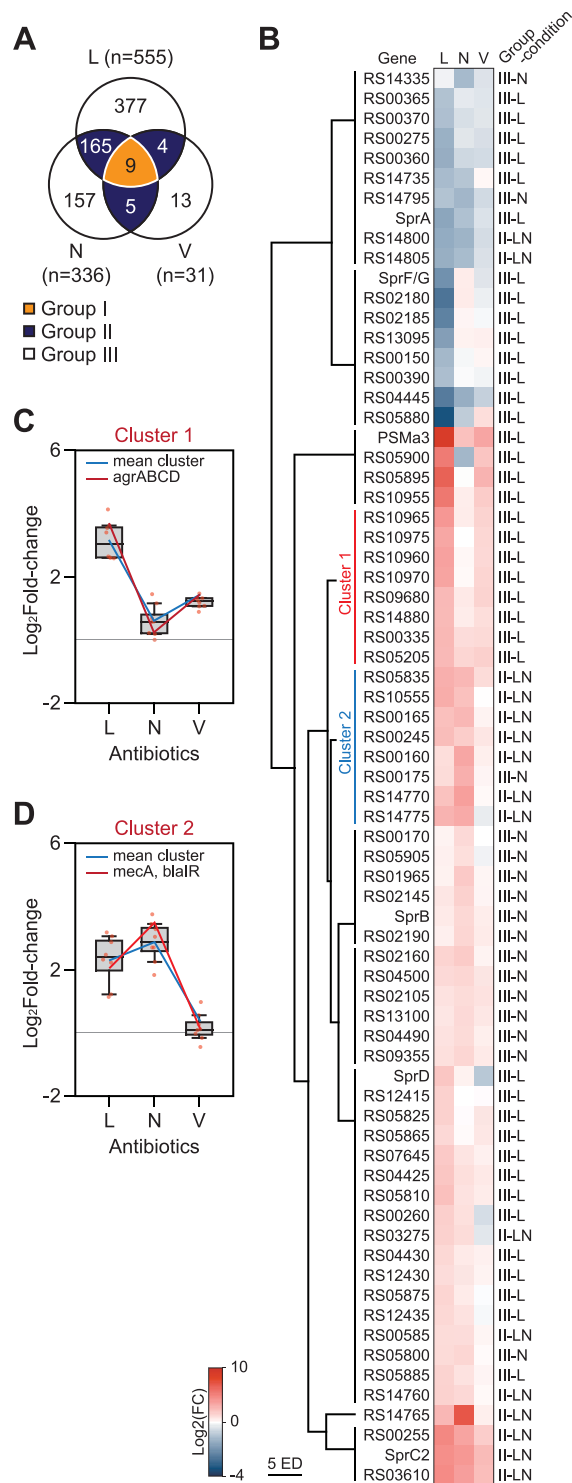 A
L (n=555)
377
165
4
9
157
5
13
N
(n=336)
V
(n=31)
Group I
Group II
Group III
C
Cluster 1
mean cluster
agrABCD
6
2
-2
Log2Fold-change
L N V
Antibiotics
D
Cluster 2
mean cluster
mecA, blaIR
6
2
-2
Log2Fold-change
L N V
Antibiotics
B
Gene L N V Group
-condition
RS14335 III-N
RS00365 III-L
RS00370 III-L
RS00275 III-L
RS00360 III-L
RS14735 III-L
RS14795 III-N
SprA III-L
RS14800 II-LN
RS14805 II-LN
SprF/G III-L
RS02180 III-L
RS02185 III-L
RS13095 III-L
RS00150 III-L
RS00390 III-L
RS04445 III-L
RS05880 III-L
PSMa3 III-L
RS05900 III-L
RS05895 III-L
RS10955 III-L
Cluster 1
RS10965 III-L
RS10975 III-L
RS10960 III-L
RS10970 III-L
RS09680 III-L
RS14880 III-L
RS00335 III-L
RS05205 III-L
Cluster 2
RS05835 II-LN
RS10555 II-LN
RS00165 II-LN
RS00245 II-LN
RS00160 II-LN
RS00175 III-N
RS14770 II-LN
RS14775 II-LN
RS00170 III-N
RS05905 III-N
RS01965 III-N
RS02145 III-N
SprB III-N
RS02190 III-N
RS02160 III-N
RS04500 III-N
RS02105 III-N
RS13100 III-N
RS04490 III-N
RS09355 III-N
SprD III-L
RS12415 III-L
RS05825 III-L
RS05865 III-L
RS07645 III-L
RS04425 III-L
RS05810 III-L
RS00260 III-L
RS03275 II-LN
RS04430 III-L
RS12430 III-L
RS05875 III-L
RS12435 III-L
RS00585 II-LN
RS05800 III-N
RS05885 III-L
RS14760 II-LN
RS14765 II-LN
RS00255 II-LN
SprC2 II-LN
RS03610 II-LN
Log2(FC)
10
0
-4
5 ED